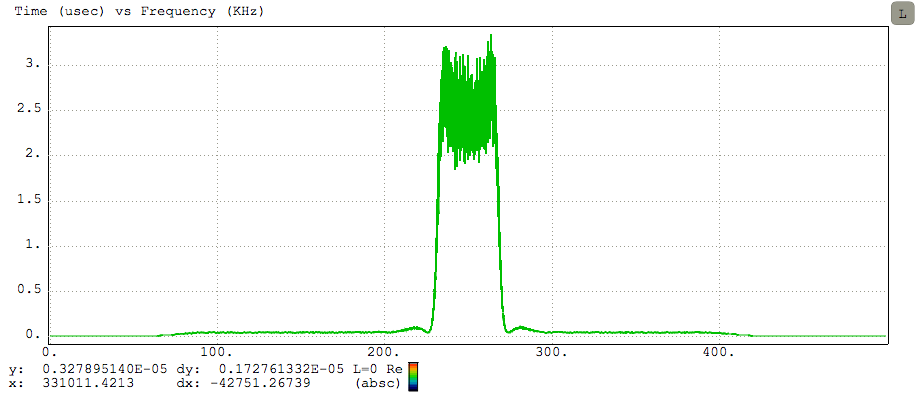 Time (usec) vs Frequency (KHz)
L
3.
2.5
2.
1.5
1.
0.5
0.
0. 100. 200. 300. 400.
y: 0.327895140E-05 dy: 0.172761332E-05 L=0 Re
x: 331011.4213 dx: -42751.26739 (absc)